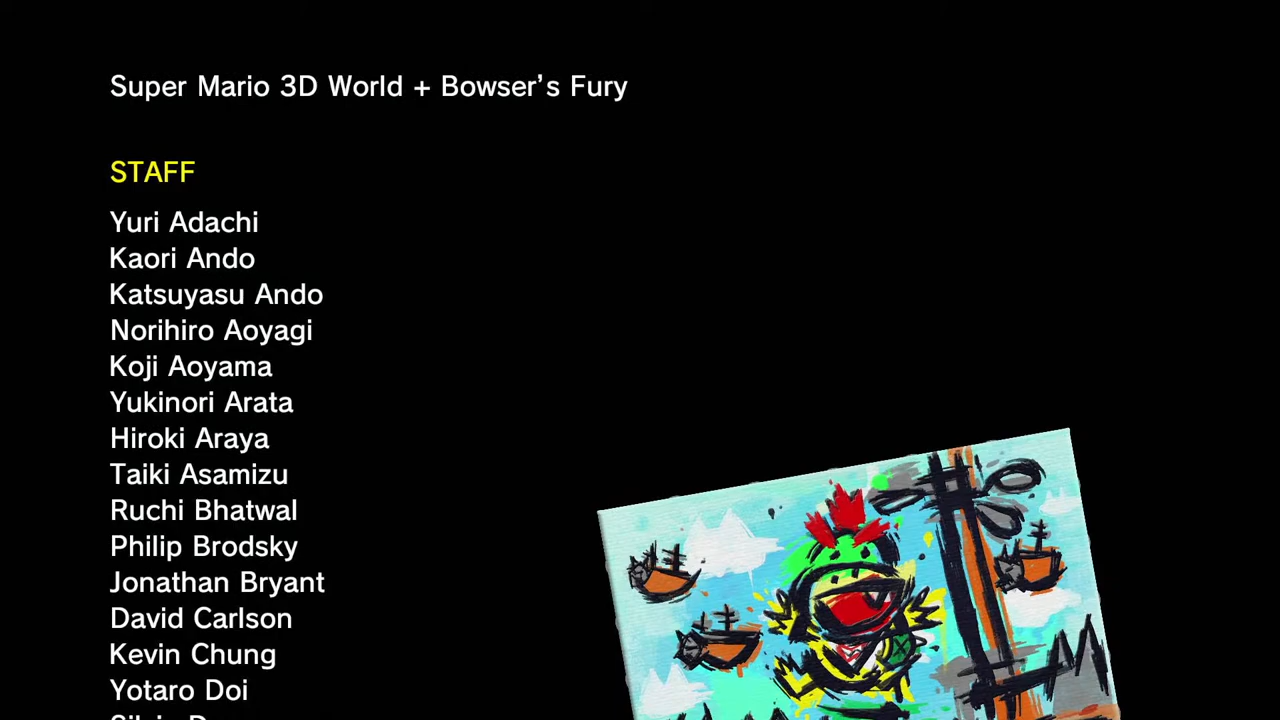 Super Mario 3D World + Bowser's Fury
STAFF
Yuri Adachi
Kaori Ando
Katsuyasu Ando
Norihiro Aoyagi
Koji Aoyama
Yukinori Arata
Hiroki Araya
Taiki Asamizu
Ruchi Bhatwal
Philip Brodsky
Jonathan Bryant
David Carlson
Kevin Chung
Yotaro Doi